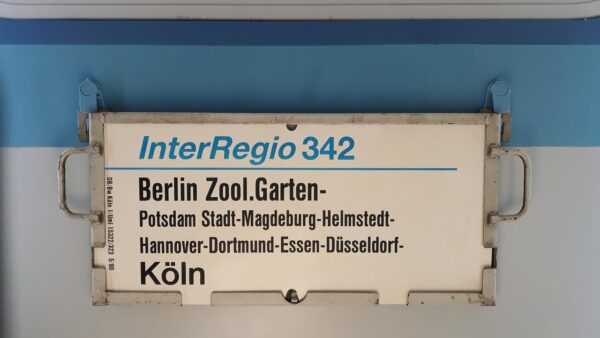 InterRegio 342
Berlin Zool.Garten-
Potsdam Stadt-Magdeburg-Helmstedt-
Hannover-Dortmund-Essen-Düsseldorf-
Köln